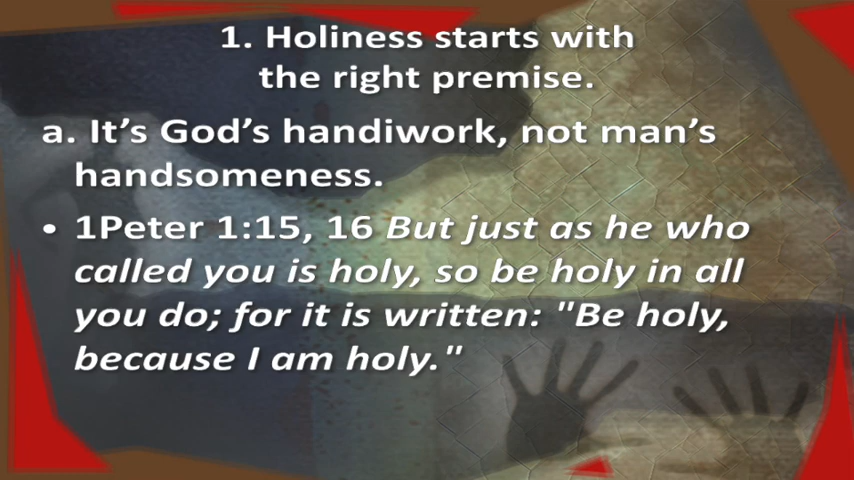 1. Holiness starts with
the right premise.
a. It’s God’s handiwork, not man’s
handsomeness.
• 1Peter 1:15, 16 But just as he who
called you is holy, so be holy in all
you do; for it is written: "Be holy,
because I am holy."